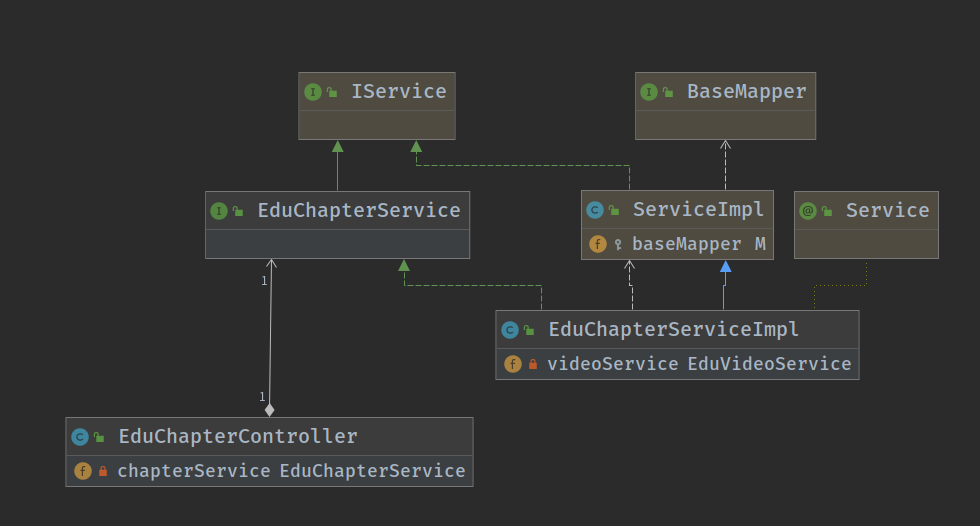 IService
BaseMapper
EduChapterService
ServiceImpl
baseMapper M
Service
1
EduChapterServiceImpl
videoService EduVideoService
1
EduChapterController
chapterService EduChapterService